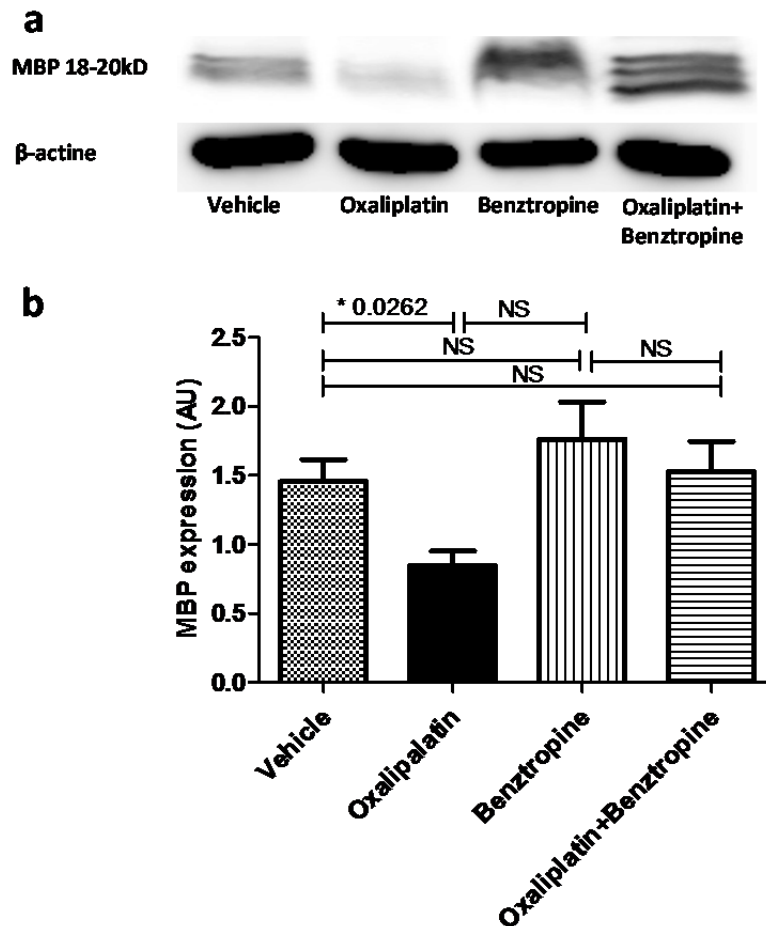 a
MBP 18-20kD
β-actine
Vehicle Oxaliplatin Benztropine Oxaliplatin+
Benztropine
b
* 0.0262 NS
NS NS
NS
MBP expression (AU)
2.5
2.0
1.5
1.0
0.5
0.0
Vehicle
Oxalipalatin
Benztropine
Oxaliplatin+Benztropine